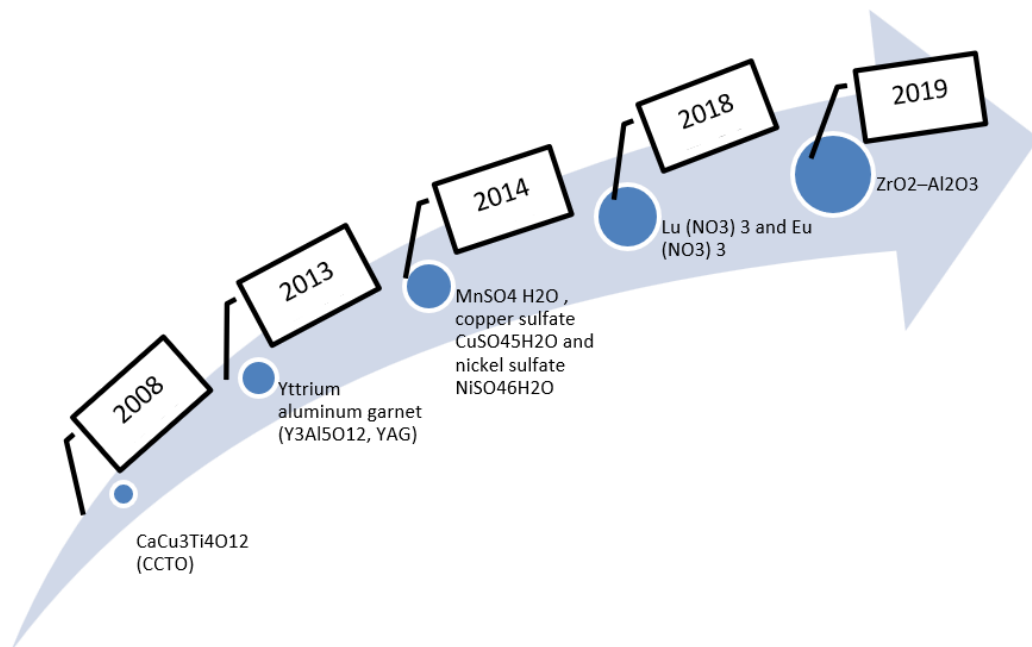 2008
CaCu3Ti4O12
(CCTO)
2013
Yttrium
aluminum garnet
(Y3Al5O12, YAG)
2014
MnSO4 H2O ,
copper sulfate
CuSO45H2O and
nickel sulfate
NiSO46H2O
2018
Lu (NO3) 3 and Eu
(NO3) 3
2019
ZrO2–Al2O3